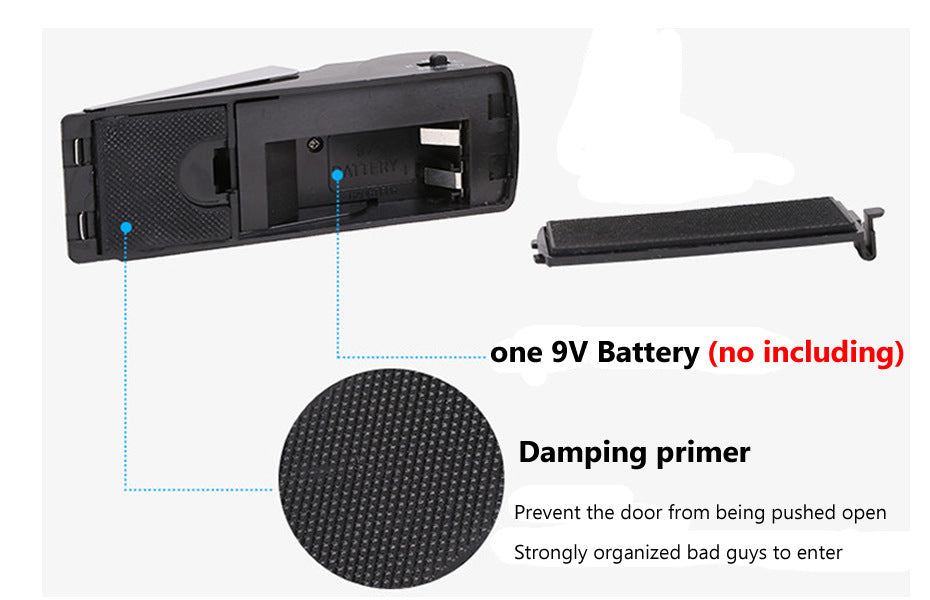 BATTERY
one 9V Battery (no including)
Damping primer
Prevent the door from being pushed open
Strongly organized bad guys to enter